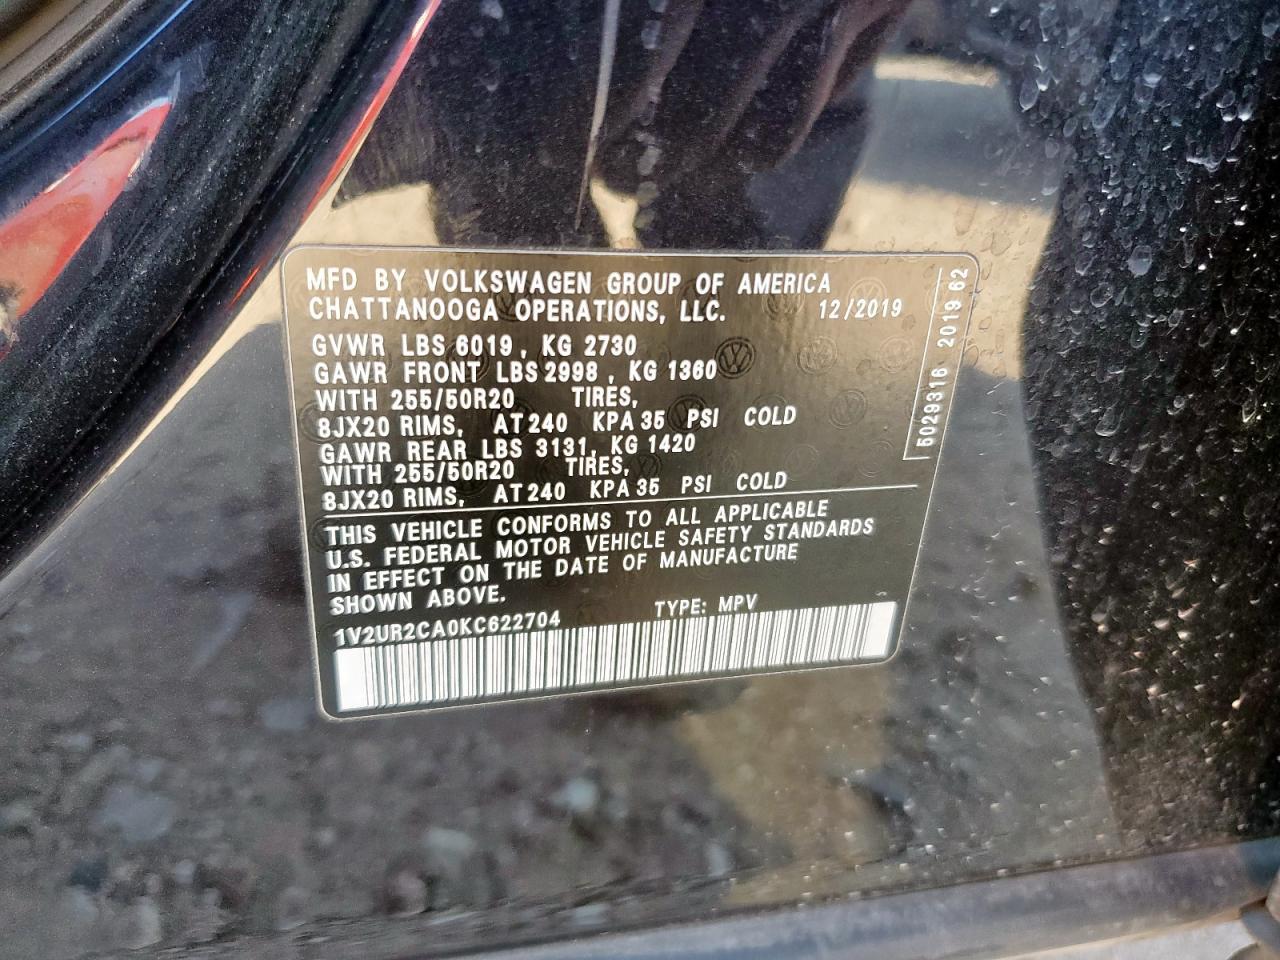 MFD BY VOLKSWAGEN GROUP OF AMERICA
CHATTANOOGA OPERATIONS, LLC. 12/2019
GVWR LBS 6019, KG 2730
GAWR FRONT LBS 2998, KG 1360
WITH 255/50R20 TIRES,
8JX20 RIMS, AT 240 KPA 35 PSI COLD
GAWR REAR LBS 3131, KG 1420
WITH 255/50R20 TIRES,
8JX20 RIMS, AT 240 KPA 35 PSI COLD
THIS VEHICLE CONFORMS TO ALL APPLICABLE
U.S. FEDERAL MOTOR VEHICLE SAFETY STANDARDS
IN EFFECT ON THE DATE OF MANUFACTURE
SHOWN ABOVE.
1V2UR2CA0KC622704 TYPE: MPV
5029316 2019 62